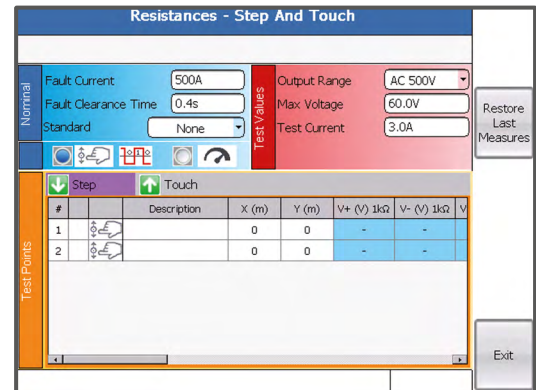 Resistances - Step And Touch
Nominal
Fault Current 500A
Fault Clearance Time 0.4s
Standard None
Test Values
Output Range AC 500V
Max Voltage 60.0V
Test Current 3.0A
Restore
Last
Measures
Step Touch
Test Points
# Description X (m) Y (m) V+ (V) 1kΩ V- (V) 1kΩ V
1 0 0 - -
2 0 0 - -
Exit